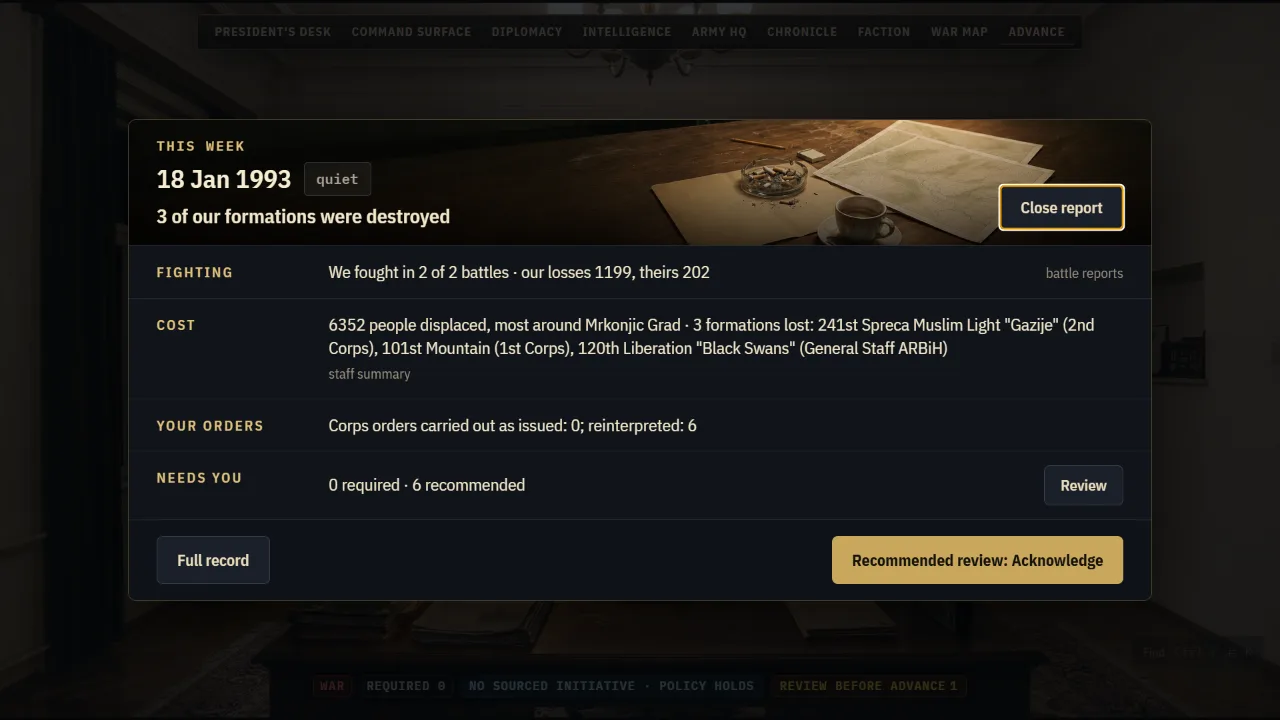 PRESIDENT'S DESK COMMAND SURFACE DIPLOMACY INTELLIGENCE ARMY HQ CHRONICLE FACTION WAR MAP ADVANCE
THIS WEEK
18 Jan 1993 quiet
3 of our formations were destroyed
Close report
FIGHTING We fought in 2 of 2 battles · our losses 1199, theirs 202 battle reports
COST 6352 people displaced, most around Mrkonjic Grad · 3 formations lost: 241st Spreca Muslim Light "Gazije" (2nd
Corps), 101st Mountain (1st Corps), 120th Liberation "Black Swans" (General Staff ARBiH)
staff summary
YOUR ORDERS Corps orders carried out as issued: 0; reinterpreted: 6
NEEDS YOU 0 required · 6 recommended Review
Full record Recommended review: Acknowledge
Find
WAR REQUIRED 0 NO SOURCED INITIATIVE · POLICY HOLDS REVIEW BEFORE ADVANCE 1